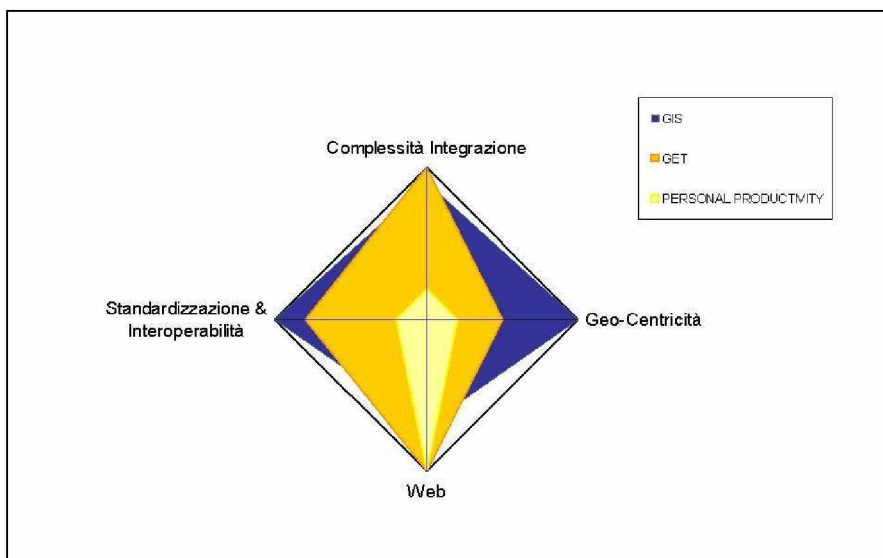 GIS
GET
PERSONAL PRODUCTIVITY
Complessità Integrazione
Standardizzazione &
Interoperabilità
Geo-Centricità
Web